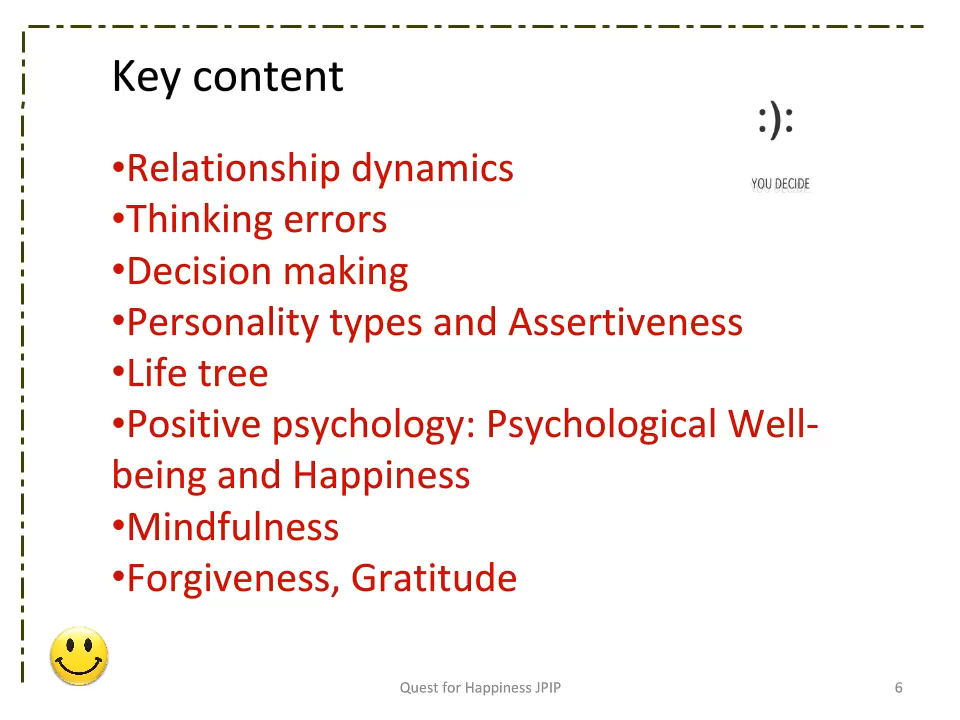 Key content
:):
YOU DECIDE
•Relationship dynamics
•Thinking errors
•Decision making
•Personality types and Assertiveness
•Life tree
•Positive psychology: Psychological Well-
being and Happiness
•Mindfulness
•Forgiveness, Gratitude
Quest for Happiness JPIP
6